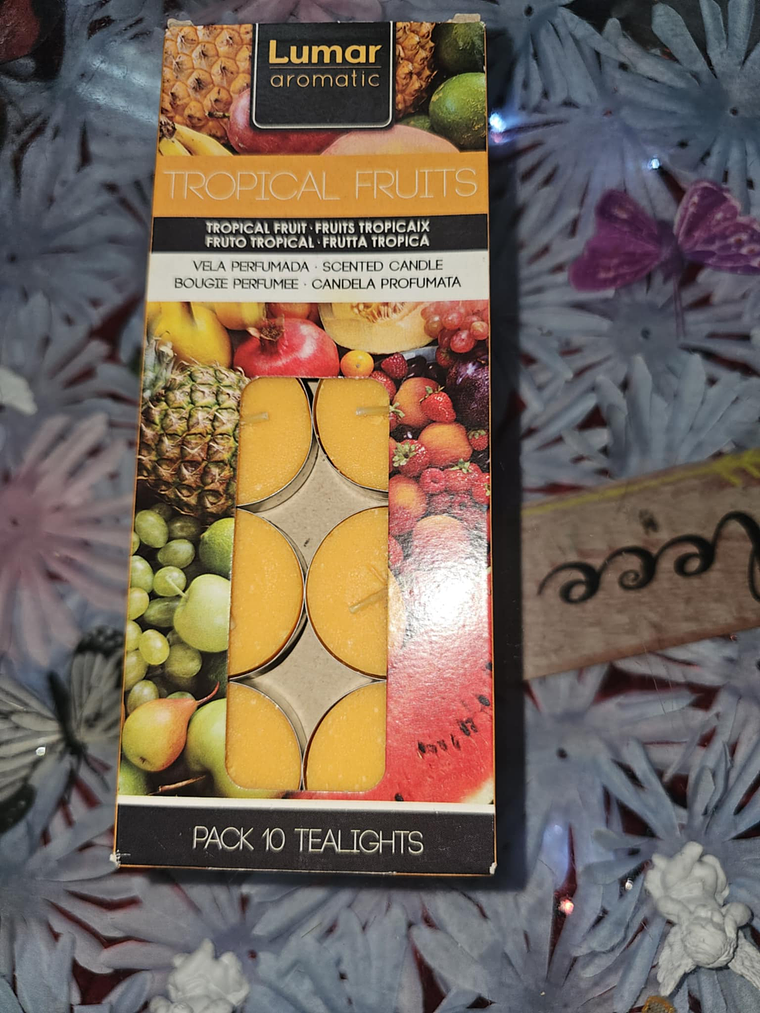 Lumar
aromatic
TROPICAL FRUITS
TROPICAL FRUIT · FRUITS TROPICAIX
FRUTO TROPICAL · FRUTTA TROPICA
VELA PERFUMADA · SCENTED CANDLE
BOUGIE PERFUMEE · CANDELA PROFUMATA
PACK 10 TEALIGHTS